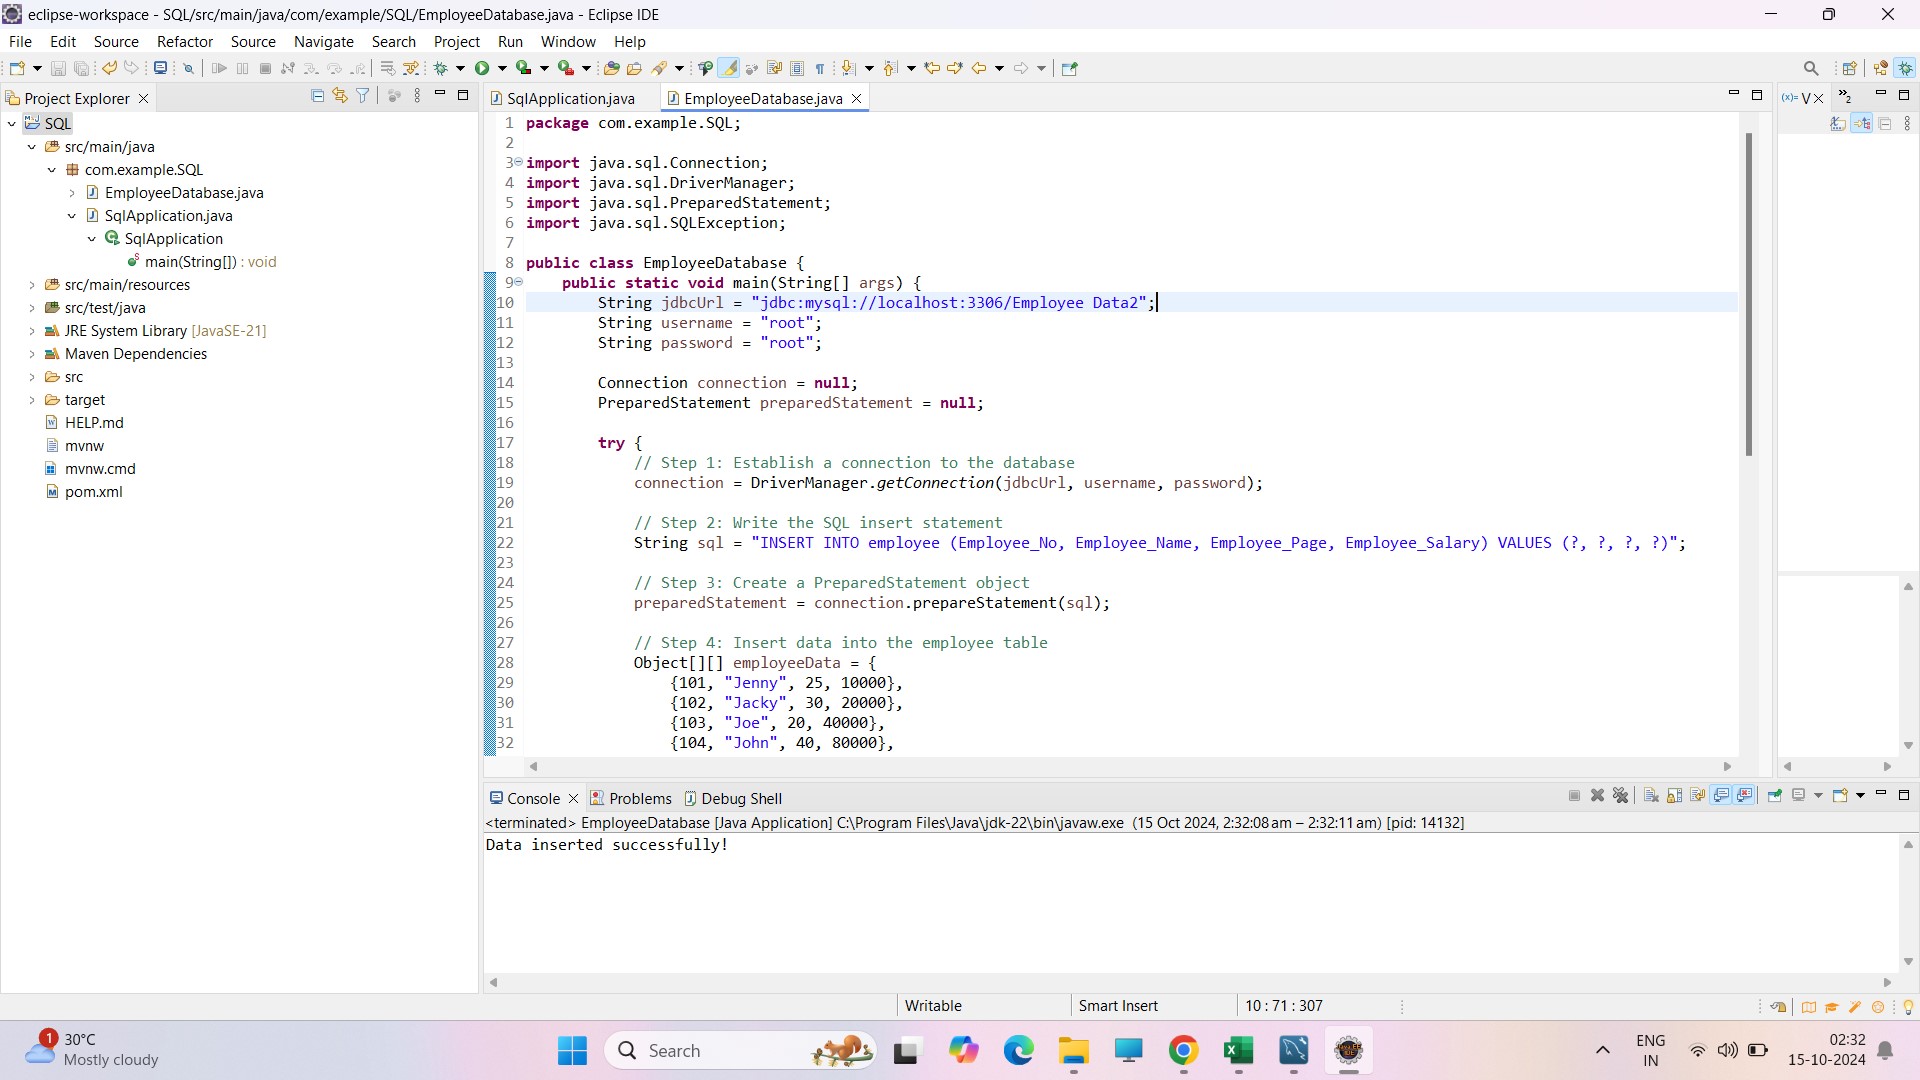 eclipse-workspace - SQL/src/main/java/com/example/SQL/EmployeeDatabase.java - Eclipse IDE
File Edit Source Refactor Source Navigate Search Project Run Window Help
Project Explorer
SQL
src/main/java
com.example.SQL
EmployeeDatabase.java
SqlApplication.java
SqlApplication
main(String[]) : void
src/main/resources
src/test/java
JRE System Library [JavaSE-21]
Maven Dependencies
src
target
HELP.md
mvnw
mvnw.cmd
pom.xml
SqlApplication.java EmployeeDatabase.java
1 package com.example.SQL;
2
3 import java.sql.Connection;
4 import java.sql.DriverManager;
5 import java.sql.PreparedStatement;
6 import java.sql.SQLException;
7
8 public class EmployeeDatabase {
9 public static void main(String[] args) {
10 String jdbcUrl = "jdbc:mysql://localhost:3306/Employee Data2";
11 String username = "root";
12 String password = "root";
13
14 Connection connection = null;
15 PreparedStatement preparedStatement = null;
16
17 try {
18 // Step 1: Establish a connection to the database
19 connection = DriverManager.getConnection(jdbcUrl, username, password);
20
21 // Step 2: Write the SQL insert statement
22 String sql = "INSERT INTO employee (Employee_No, Employee_Name, Employee_Page, Employee_Salary) VALUES (?, ?, ?, ?)";
23
24 // Step 3: Create a PreparedStatement object
25 preparedStatement = connection.prepareStatement(sql);
26
27 // Step 4: Insert data into the employee table
28 Object[][] employeeData = {
29 {101, "Jenny", 25, 10000},
30 {102, "Jacky", 30, 20000},
31 {103, "Joe", 20, 40000},
32 {104, "John", 40, 80000},
(x)= V
»2
Console Problems Debug Shell
<terminated> EmployeeDatabase [Java Application] C:\Program Files\Java\jdk-22\bin\javaw.exe (15 Oct 2024, 2:32:08 am – 2:32:11 am) [pid: 14132]
Data inserted successfully!
Writable Smart Insert 10 : 71 : 307
1
30°C
Mostly cloudy
Search
ENG
IN
02:32
15-10-2024